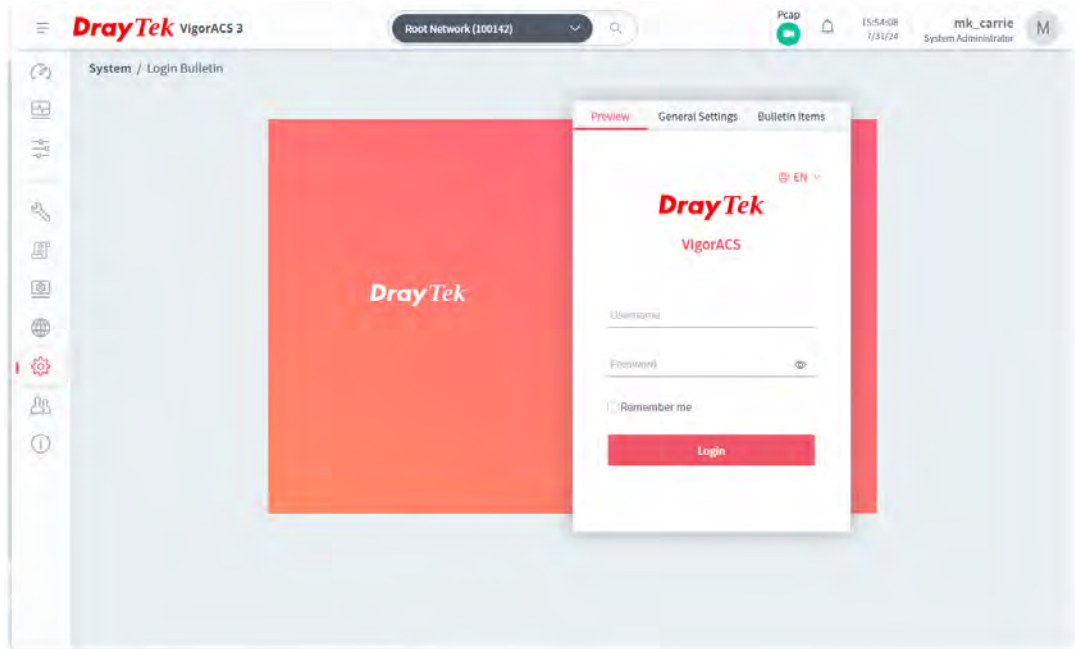 DrayTek VigorACS 3
Root Network (100142)
Pcap
15:54:08
7/31/24
mk_carrie
System Administrator
M
System / Login Bulletin
Preview General Settings Bulletin Items
EN
DrayTek
VigorACS
DrayTek
Username
Password
Remember me
Login